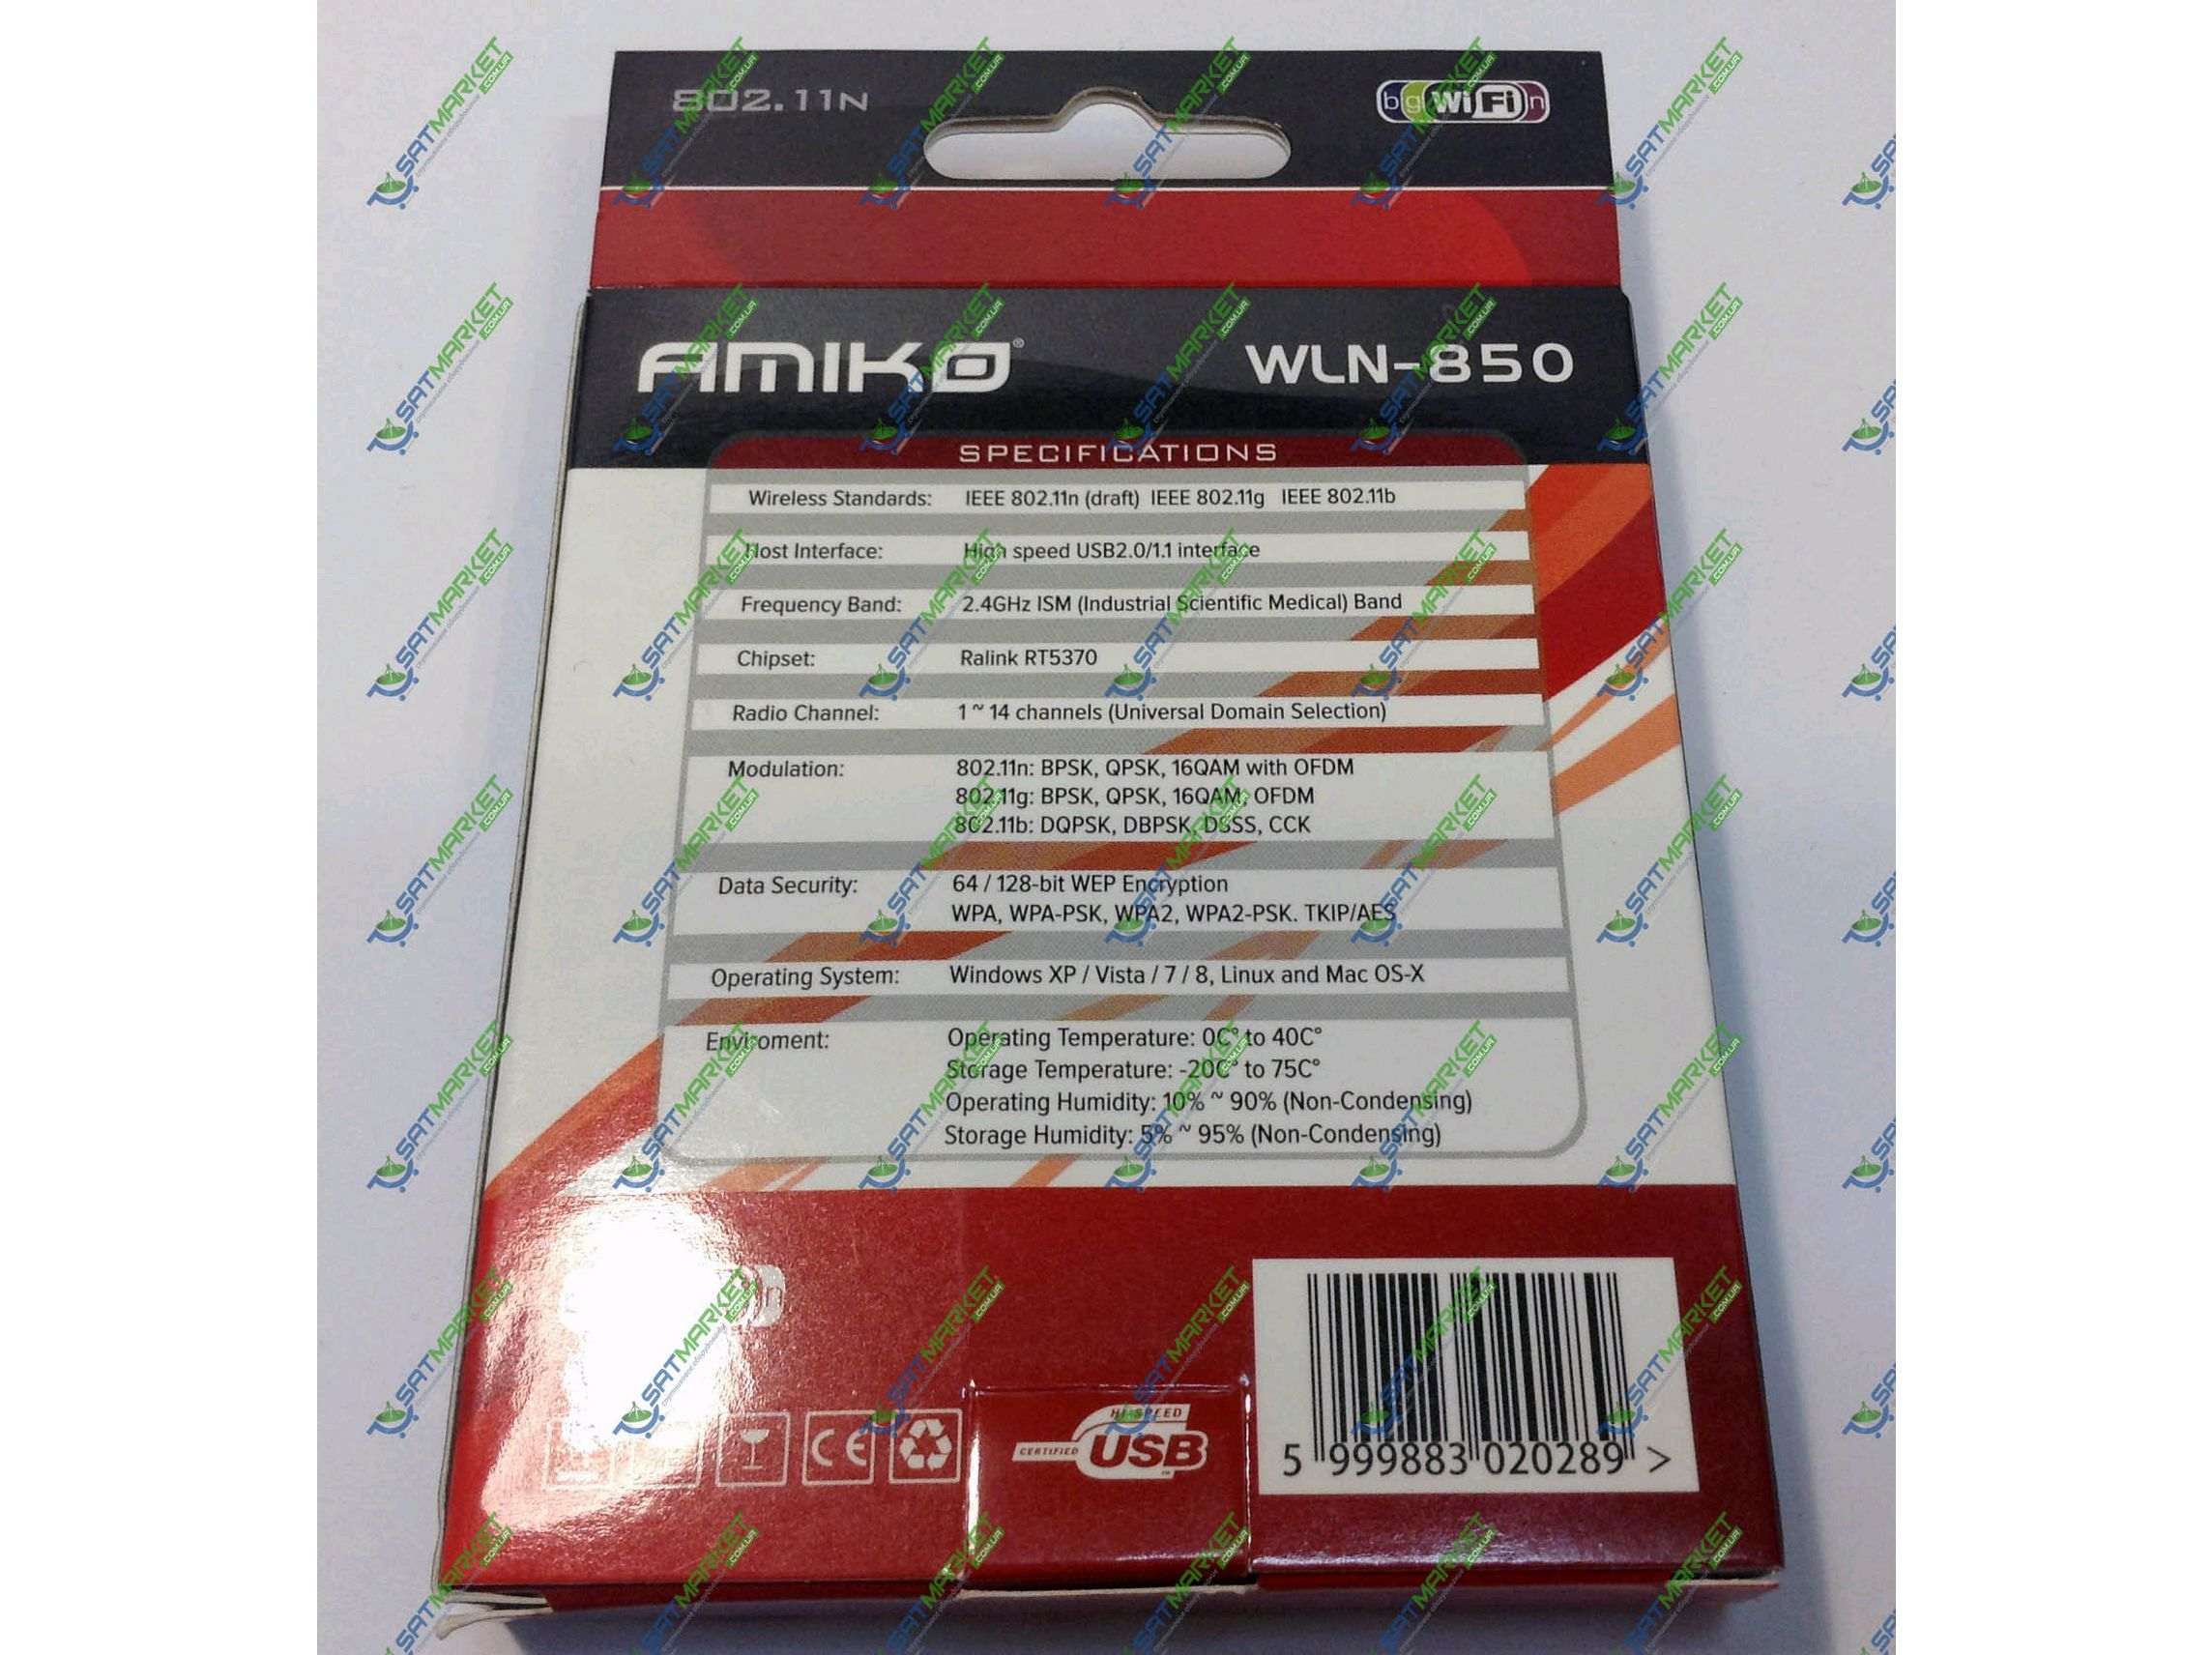 802.11N
b g WiFi n
AMIKO® WLN-850
SPECIFICATIONS
Wireless Standards: IEEE 802.11n (draft) IEEE 802.11g IEEE 802.11b
Host Interface: High speed USB2.0/1.1 interface
Frequency Band: 2.4GHz ISM (Industrial Scientific Medical) Band
Chipset: Ralink RT5370
Radio Channel: 1 ~ 14 channels (Universal Domain Selection)
Modulation: 802.11n: BPSK, QPSK, 16QAM with OFDM
802.11g: BPSK, QPSK, 16QAM, OFDM
802.11b: DQPSK, DBPSK, DSSS, CCK
Data Security: 64 / 128-bit WEP Encryption
WPA, WPA-PSK, WPA2, WPA2-PSK. TKIP/AES
Operating System: Windows XP / Vista / 7 / 8, Linux and Mac OS-X
Enviroment: Operating Temperature: 0C° to 40C°
Storage Temperature: -20C° to 75C°
Operating Humidity: 10% ~ 90% (Non-Condensing)
Storage Humidity: 5% ~ 95% (Non-Condensing)
CE
HI-SPEED
CERTIFIED USB
5 999883 020289 >
SATMARKET
.COM.UA